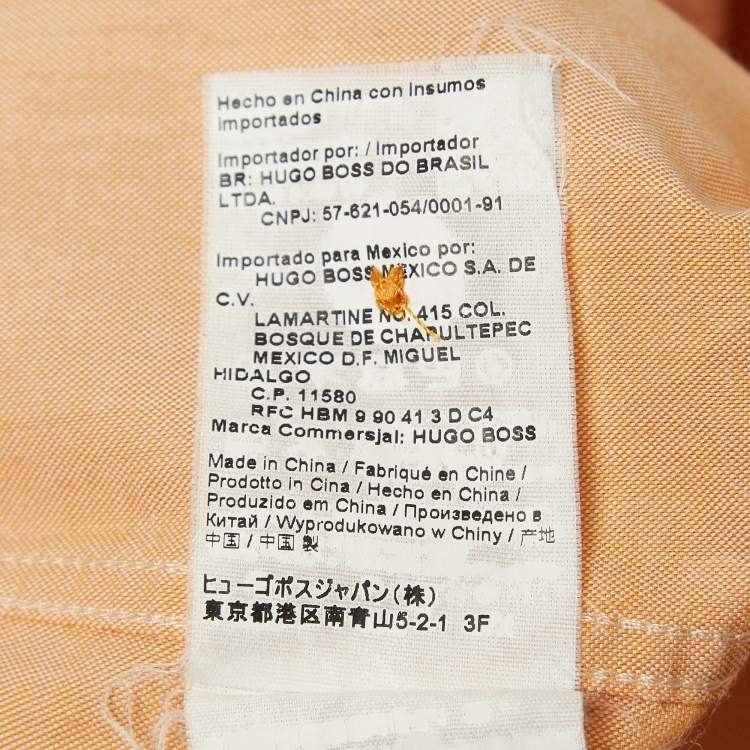 Hecho en China con insumos
importados
Importador por: / Importador
BR: HUGO BOSS DO BRASIL
LTDA.
CNPJ: 57-621-054/0001-91
Importado para Mexico por:
HUGO BOSS MEXICO S.A. DE
C.V.
LAMARTINE NO. 415 COL.
BOSQUE DE CHAPULTEPEC
MEXICO D.F. MIGUEL
HIDALGO
C.P. 11580
RFC HBM 9 90 41 3 D C4
Marca Commersjal: HUGO BOSS
Made in China / Fabriqué en Chine /
Prodotto in Cina / Hecho en China /
Produzido em China / Произведено в
Китай / Wyprodukowano w Chiny / 产地
中国 / 中国 製
ヒューゴボスジャパン(株)
東京都港区南青山5-2-1 3F